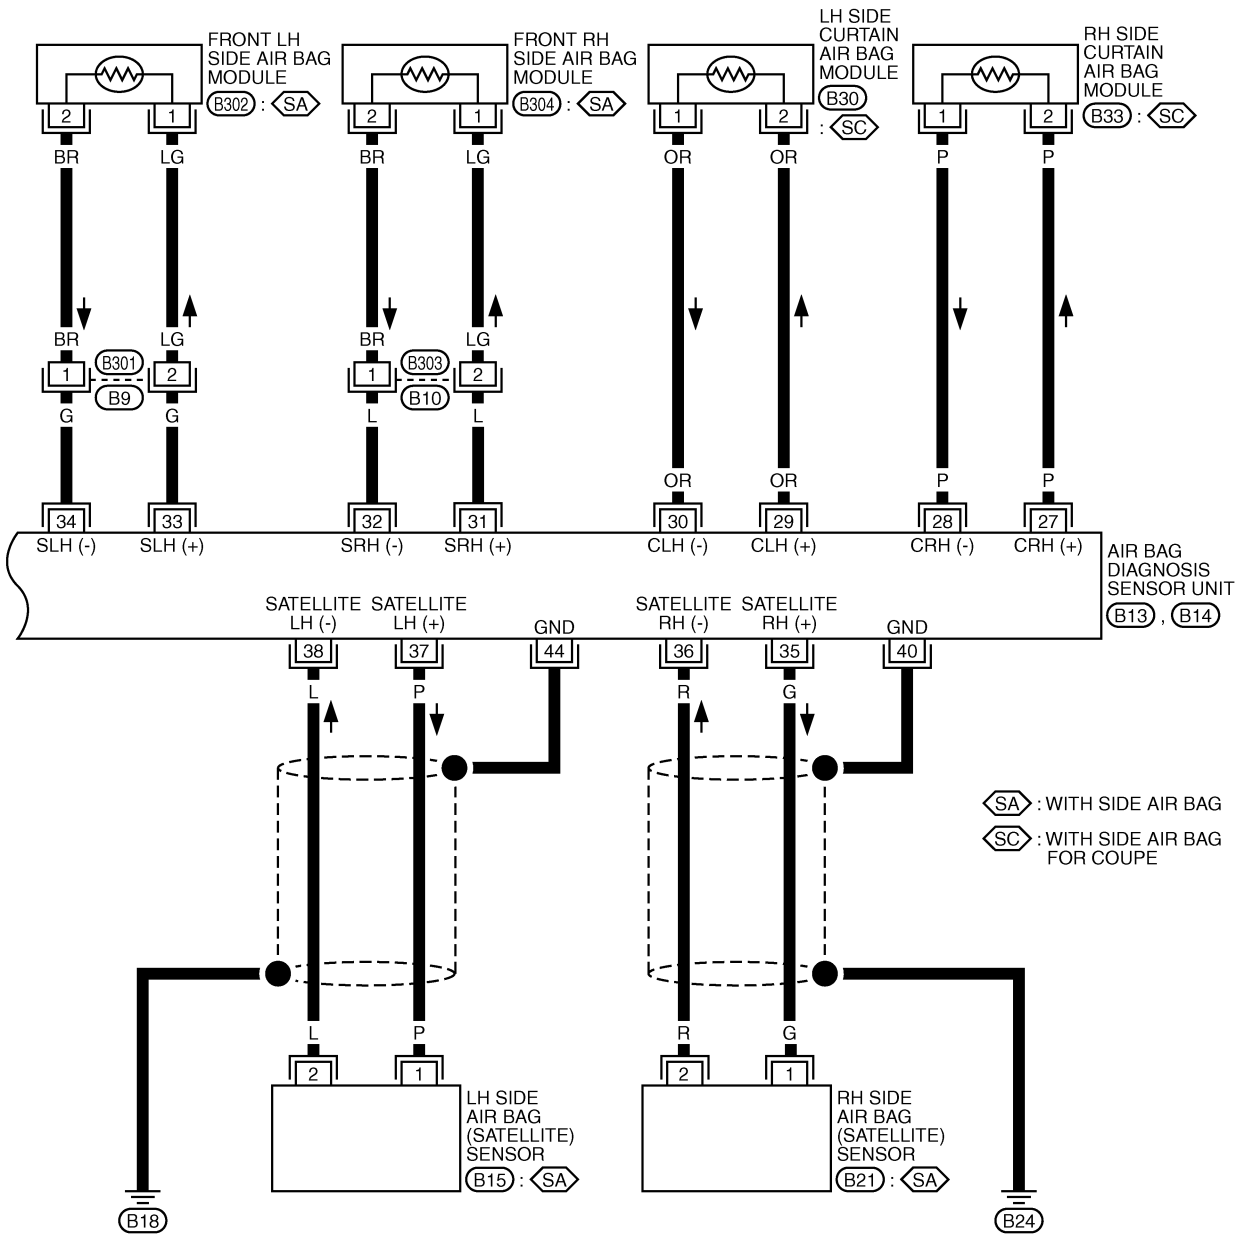 FRONT LH
SIDE AIR BAG
MODULE
B302 : SA
FRONT RH
SIDE AIR BAG
MODULE
B304 : SA
LH SIDE
CURTAIN
AIR BAG
MODULE
B30
: SC
RH SIDE
CURTAIN
AIR BAG
MODULE
B33 : SC
2 1 2 1 1 2 1 2
BR LG BR LG OR OR P P
BR LG BR LG
B301 B303
1 2 1 2
B9 B10
G G L L
OR OR P P
34 33 32 31 30 29 28 27
SLH (-) SLH (+) SRH (-) SRH (+) CLH (-) CLH (+) CRH (-) CRH (+)
AIR BAG
DIAGNOSIS
SENSOR UNIT
B13 , B14
SATELLITE
LH (-)
SATELLITE
LH (+)
GND
SATELLITE
RH (-)
SATELLITE
RH (+)
GND
38 37 44 36 35 40
L P R G
SA : WITH SIDE AIR BAG
SC : WITH SIDE AIR BAG
FOR COUPE
L P R G
2 1 2 1
LH SIDE
AIR BAG
(SATELLITE)
SENSOR
B15 : SA
RH SIDE
AIR BAG
(SATELLITE)
SENSOR
B21 : SA
B18 B24